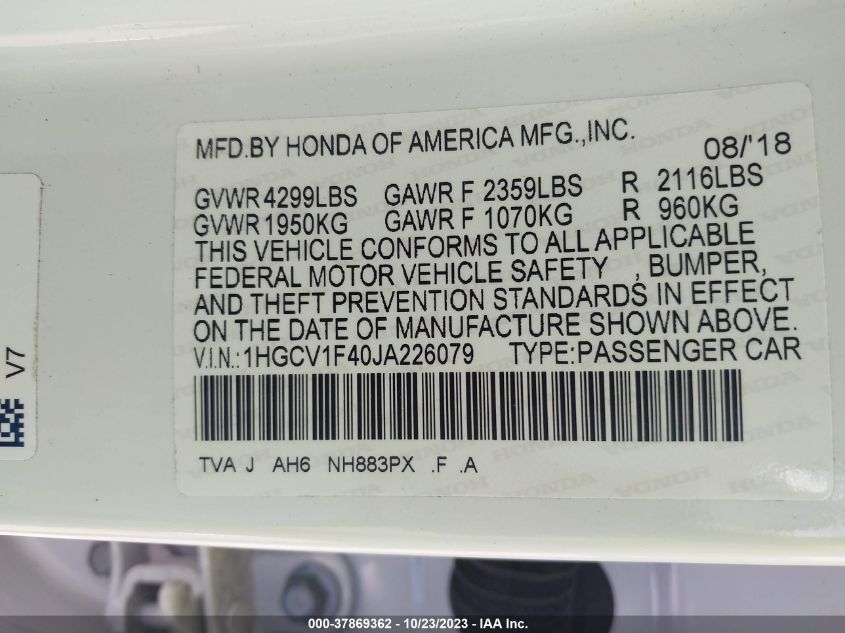 MFD.BY HONDA OF AMERICA MFG.,INC. 08/'18
GVWR 4299LBS GAWR F 2359LBS R 2116LBS
GVWR 1950KG GAWR F 1070KG R 960KG
THIS VEHICLE CONFORMS TO ALL APPLICABLE
FEDERAL MOTOR VEHICLE SAFETY , BUMPER,
AND THEFT PREVENTION STANDARDS IN EFFECT
ON THE DATE OF MANUFACTURE SHOWN ABOVE.
V.I.N.:1HGCV1F40JA226079 TYPE:PASSENGER CAR
TVA J AH6 NH883PX .F .A
V7
000-37869362 - 10/23/2023 - IAA Inc.